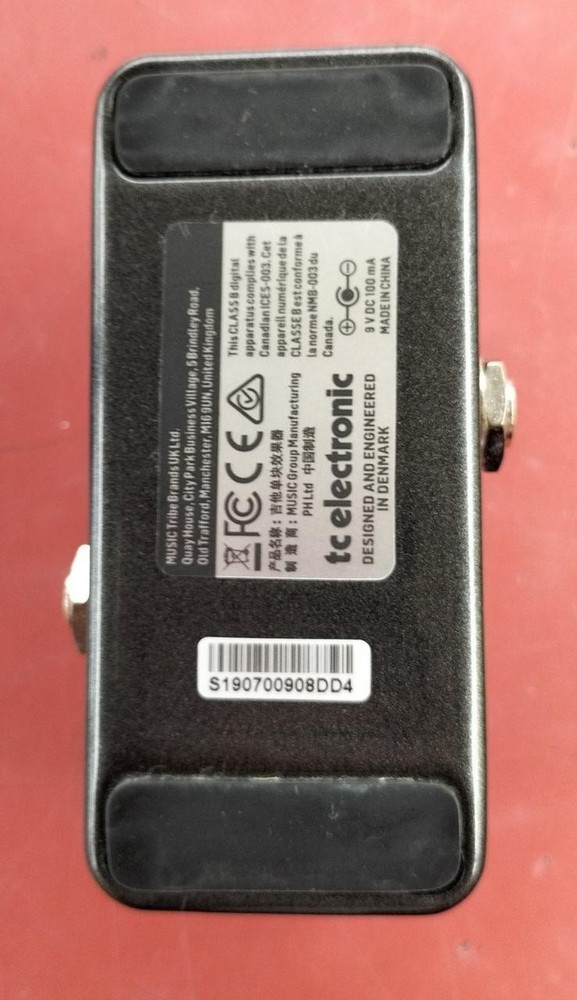 MUSIC Tribe Brands UK Ltd.
Quay House, City Park Business Village, 5 Brindley Road,
Old Trafford, Manchester, M16 9UN, United Kingdom
FC CE
产品名称：吉他单块效果器
制 造 商：MUSIC Group Manufacturing
PH Ltd 中国制造
This CLASS B digital
apparatus complies with
Canadian ICES-003. Cet
appareil numérique de la
CLASSE B est conforme à
la norme NMB-003 du
Canada.
tc electronic
DESIGNED AND ENGINEERED
IN DENMARK
9 V DC 100 mA
MADE IN CHINA
S190700908DD4